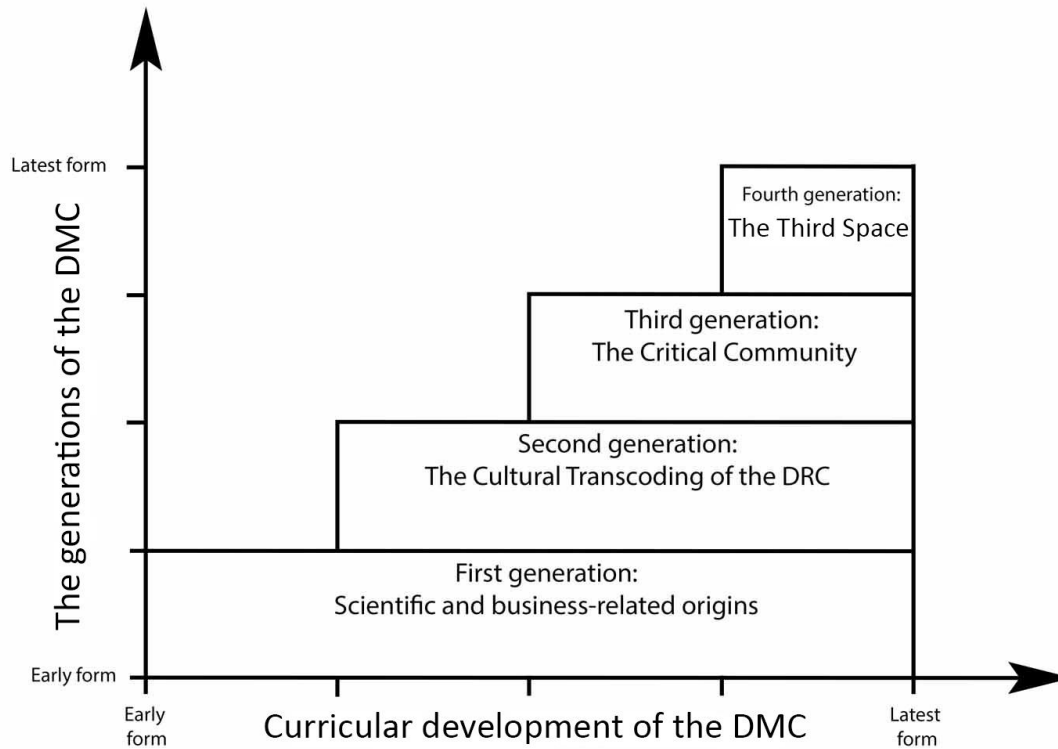 Latest form
Fourth generation:
The Third Space
Third generation:
The Critical Community
Second generation:
The Cultural Transcoding of the DRC
First generation:
Scientific and business-related origins
The generations of the DMC
Early form
Early
form
Curricular development of the DMC
Latest
form